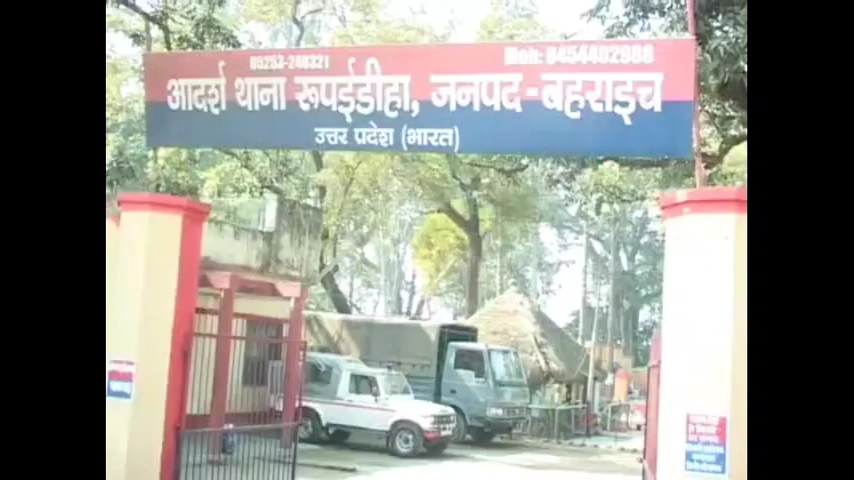 05253-240321 Mob: 9454402988
आदर्श थाना रूपईडीहा, जनपद-बहराइच
उत्तर प्रदेश (भारत)